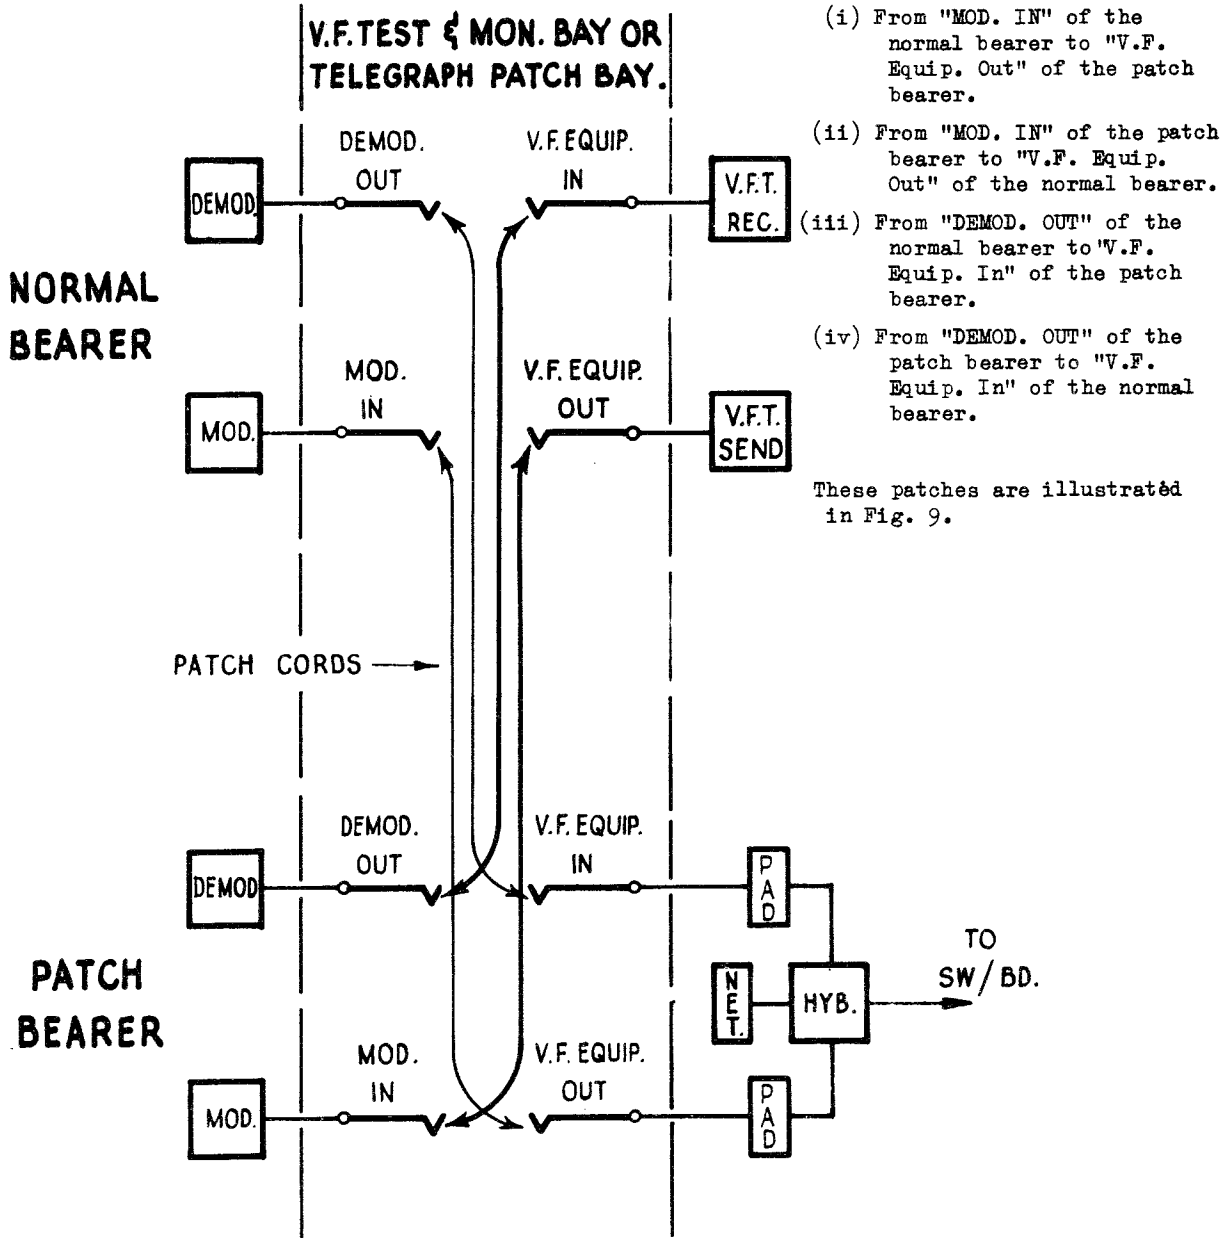 V.F. TEST & MON. BAY OR
TELEGRAPH PATCH BAY.
(i) From "MOD. IN" of the
normal bearer to "V.F.
Equip. Out" of the patch
bearer.
(ii) From "MOD. IN" of the patch
bearer to "V.F. Equip.
Out" of the normal bearer.
(iii) From "DEMOD. OUT" of the
normal bearer to "V.F.
Equip. In" of the patch
bearer.
(iv) From "DEMOD. OUT" of the
patch bearer to "V.F.
Equip. In" of the normal
bearer.
These patches are illustrated
in Fig. 9.
NORMAL
BEARER
DEMOD.
DEMOD.
OUT
V.F. EQUIP.
IN
V.F.T.
REC.
MOD.
MOD.
IN
V.F. EQUIP.
OUT
V.F.T.
SEND
PATCH CORDS
PATCH
BEARER
DEMOD
DEMOD.
OUT
V.F. EQUIP.
IN
PAD
NET.
HYB.
TO
SW/BD.
MOD.
MOD.
IN
V.F. EQUIP.
OUT
PAD